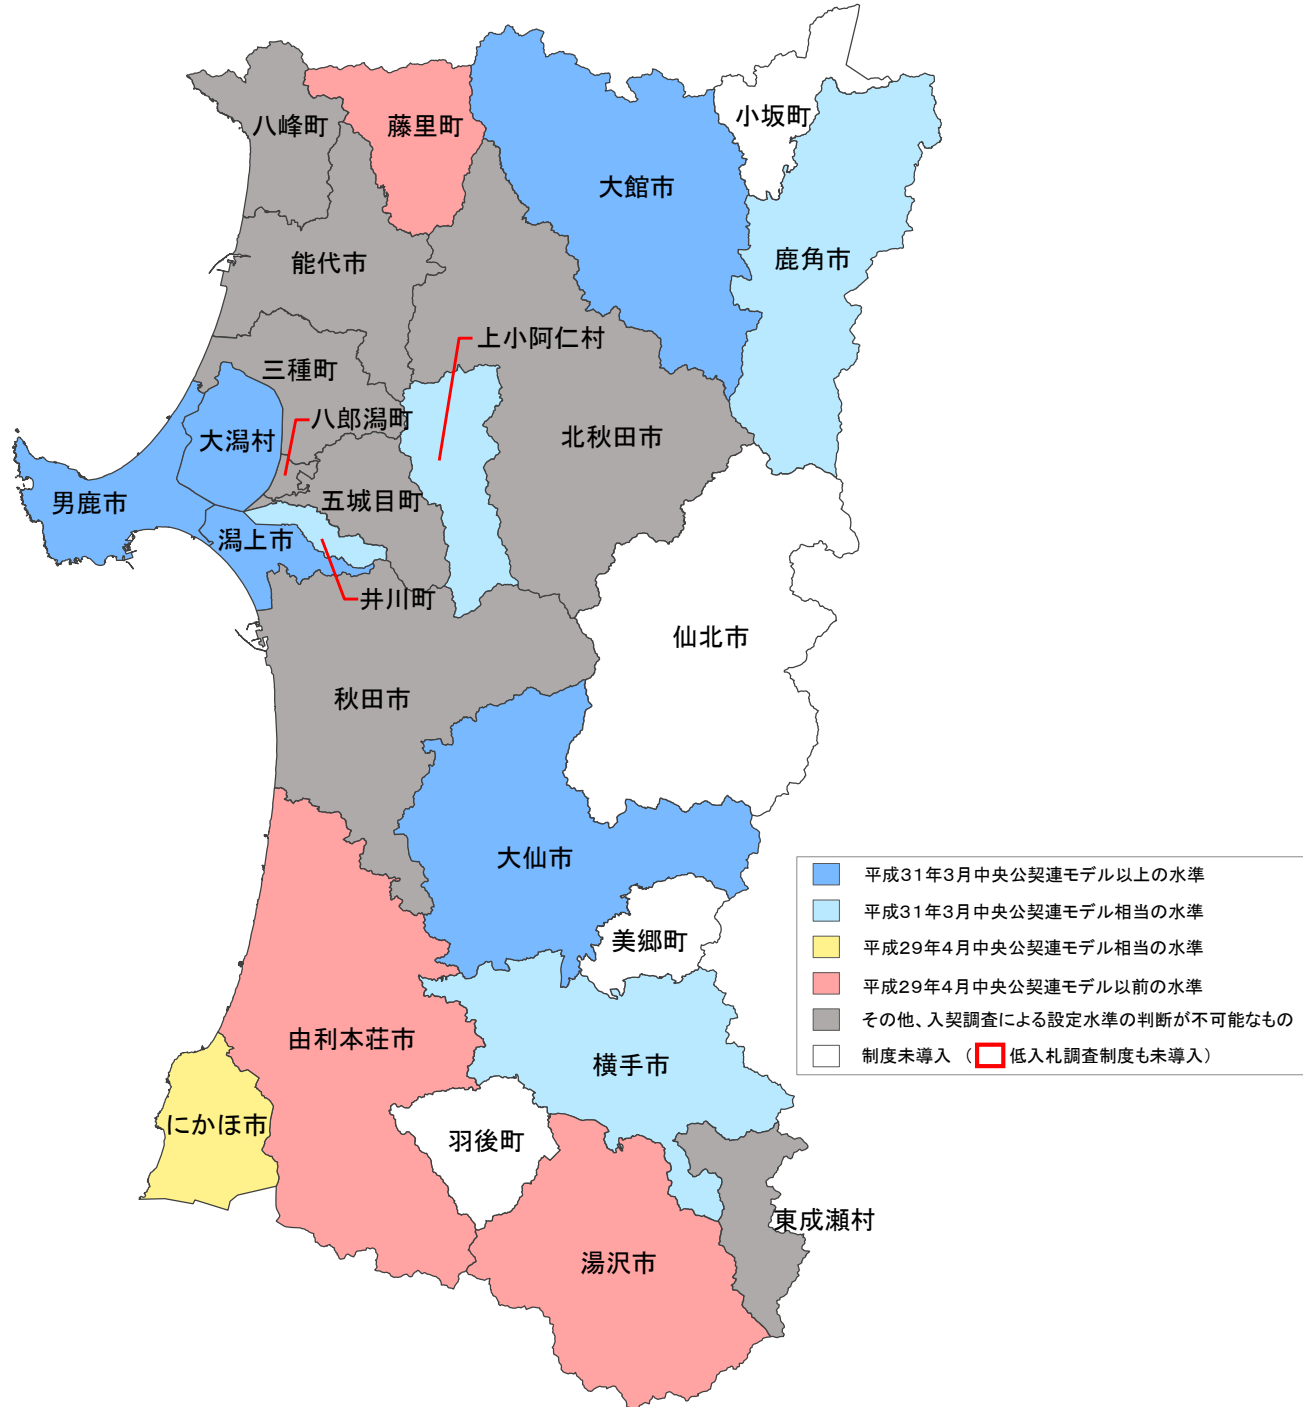 八峰町
藤里町
小坂町
大館市
能代市
鹿角市
上小阿仁村
三種町
八郎潟町
大潟村
北秋田市
男鹿市
五城目町
潟上市
井川町
仙北市
秋田市
大仙市
美郷町
由利本荘市
横手市
にかほ市
羽後町
東成瀬村
湯沢市
平成31年3月中央公契連モデル以上の水準
平成31年3月中央公契連モデル相当の水準
平成29年4月中央公契連モデル相当の水準
平成29年4月中央公契連モデル以前の水準
その他、入契調査による設定水準の判断が不可能なもの
制度未導入 ( 低入札調査制度も未導入)